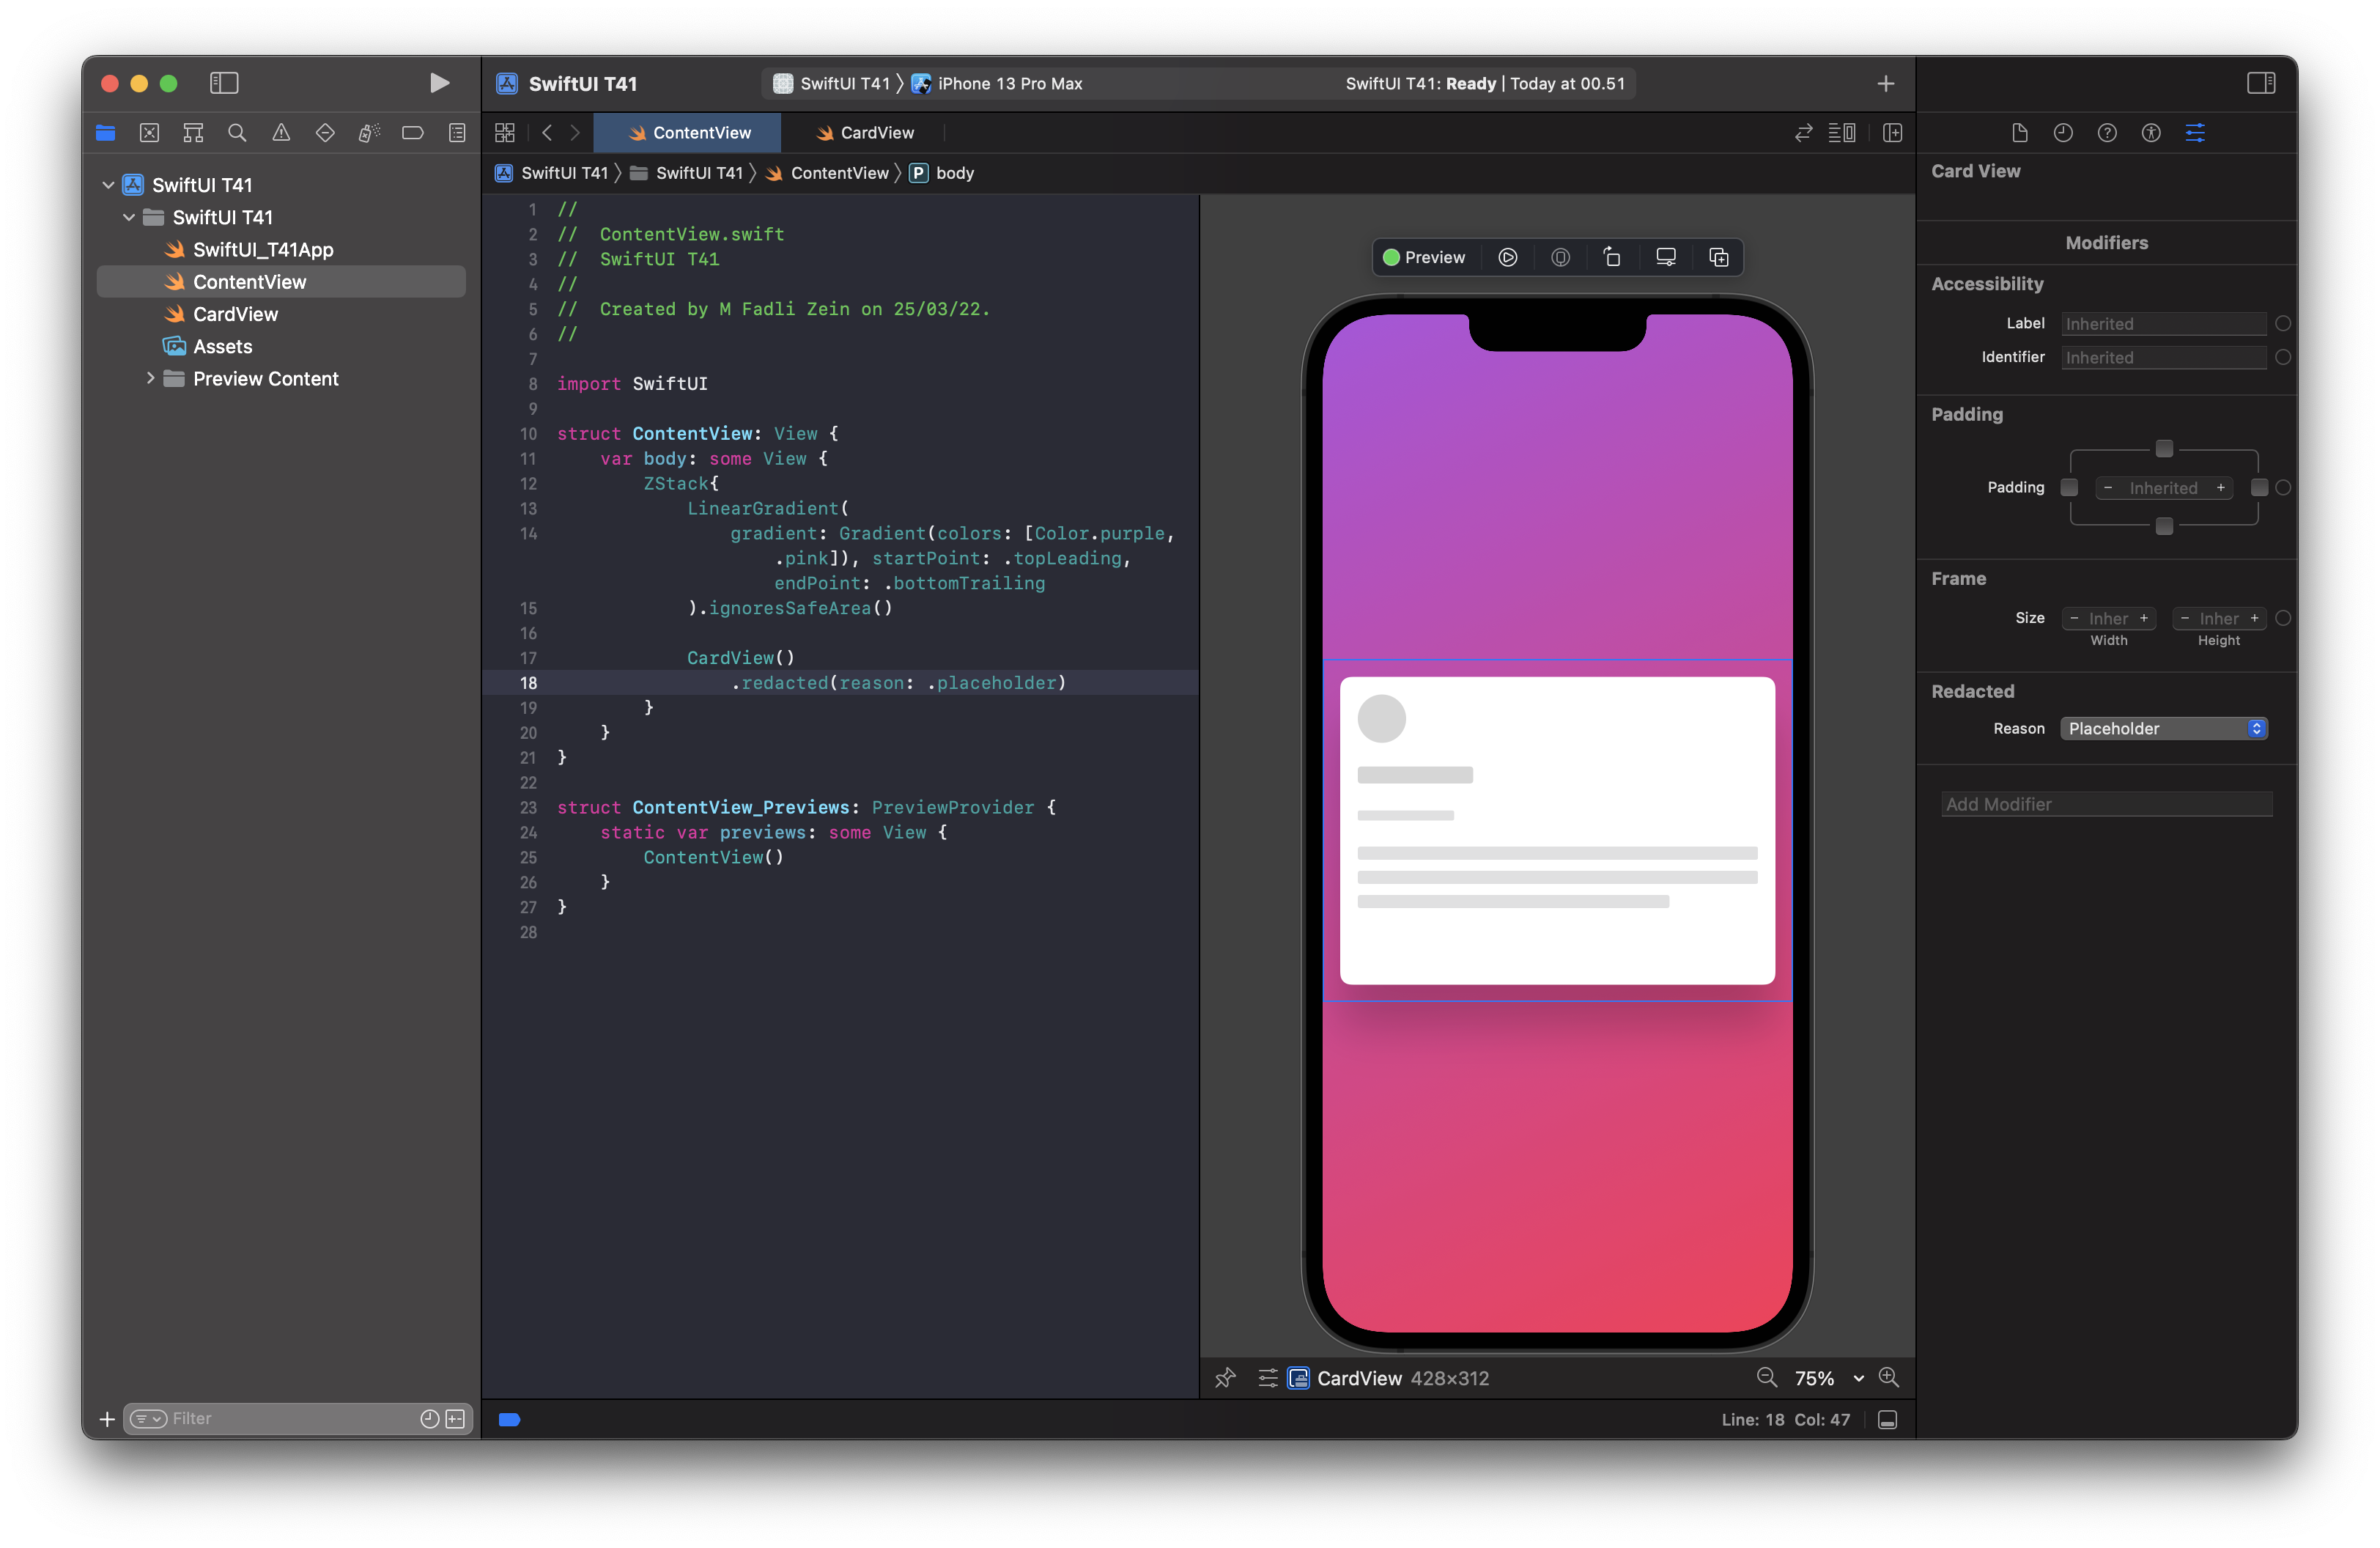 SwiftUI T41
SwiftUI T41 〉 iPhone 13 Pro Max
SwiftUI T41: Ready | Today at 00.51
ContentView
CardView
SwiftUI T41
SwiftUI T41
SwiftUI_T41App
ContentView
CardView
Assets
Preview Content
Filter
SwiftUI T41 〉 SwiftUI T41 〉 ContentView 〉 P body
1 //
2 //  ContentView.swift
3 //  SwiftUI T41
4 //
5 //  Created by M Fadli Zein on 25/03/22.
6 //
7
8 import SwiftUI
9
10 struct ContentView: View {
11     var body: some View {
12         ZStack{
13             LinearGradient(
14                 gradient: Gradient(colors: [Color.purple,
.pink]), startPoint: .topLeading,
endPoint: .bottomTrailing
15             ).ignoresSafeArea()
16
17             CardView()
18                 .redacted(reason: .placeholder)
19         }
20     }
21 }
22
23 struct ContentView_Previews: PreviewProvider {
24     static var previews: some View {
25         ContentView()
26     }
27 }
28
Preview
CardView 428×312
75%
Line: 18 Col: 47
Card View
Modifiers
Accessibility
Label Inherited
Identifier Inherited
Padding
Padding − Inherited +
Frame
Size − Inher + − Inher +
Width Height
Redacted
Reason Placeholder
Add Modifier